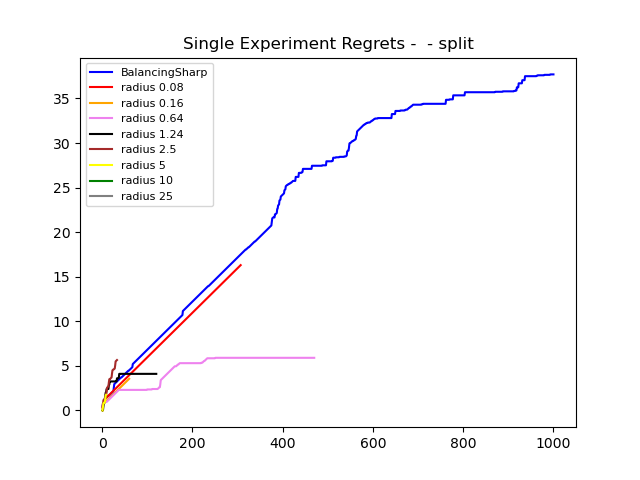 Single Experiment Regrets -  - split
BalancingSharp
radius 0.08
radius 0.16
radius 0.64
radius 1.24
radius 2.5
radius 5
radius 10
radius 25
35
30
25
20
15
10
5
0
0 200 400 600 800 1000